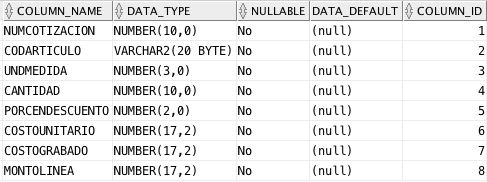 COLUMN_NAME DATA_TYPE NULLABLE DATA_DEFAULT COLUMN_ID
NUMCOTIZACION NUMBER(10,0) No (null) 1
CODARTICULO VARCHAR2(20 BYTE) No (null) 2
UNDMEDIDA NUMBER(3,0) No (null) 3
CANTIDAD NUMBER(10,0) No (null) 4
PORCENDESCUENTO NUMBER(2,0) No (null) 5
COSTOUNITARIO NUMBER(17,2) No (null) 6
COSTOGRABADO NUMBER(17,2) No (null) 7
MONTOLINEA NUMBER(17,2) No (null) 8